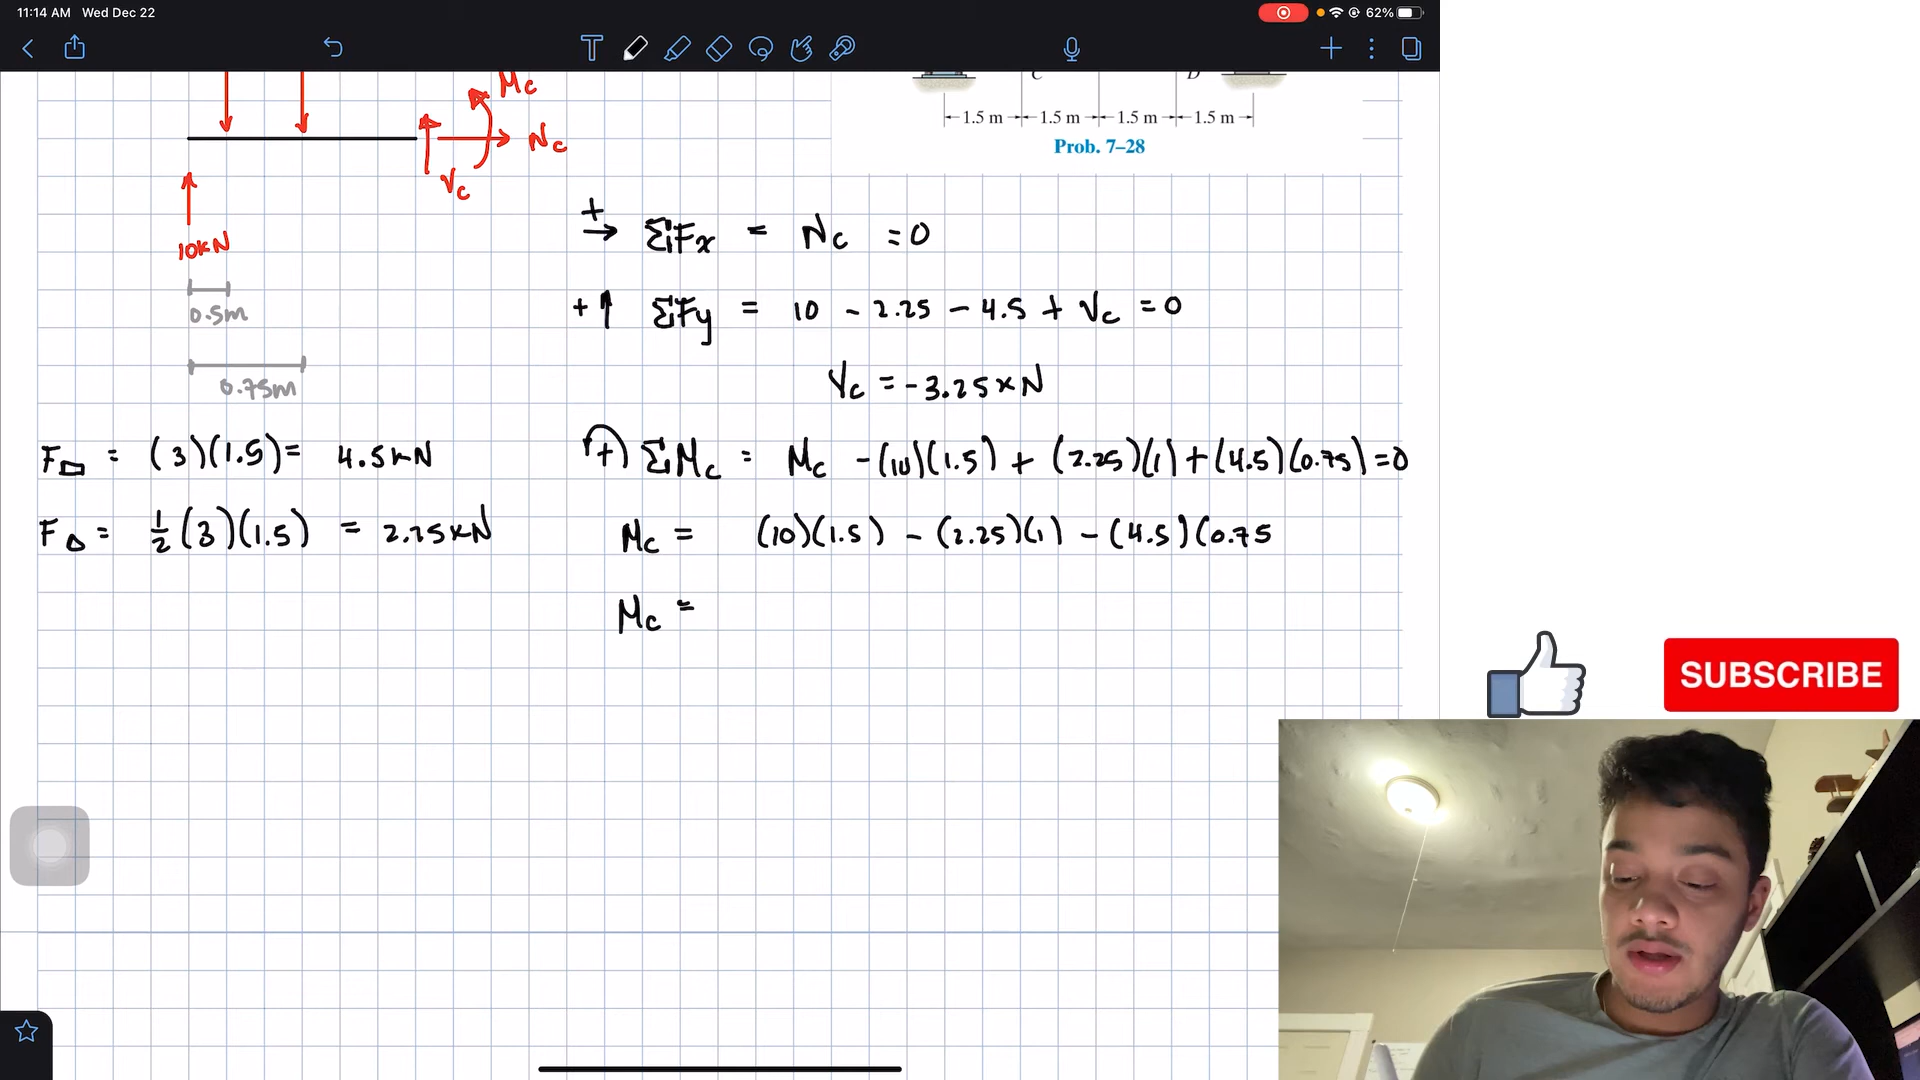 11:14 AM Wed Dec 22
62%
T
Mc
Nc
Vc
10kN
0.5m
0.75m
C
D
1.5 m 1.5 m 1.5 m 1.5 m
Prob. 7–28
+→ ΣFx = Nc = 0
+↑ ΣFy = 10 - 2.25 - 4.5 + Vc = 0
Vc = -3.25kN
F▭ = (3)(1.5) = 4.5kN
F△ = 1/2 (3)(1.5) = 2.25kN
+ ΣMc = Mc - (10)(1.5) + (2.25)(1) + (4.5)(0.75) = 0
Mc = (10)(1.5) - (2.25)(1) - (4.5)(0.75
Mc =
SUBSCRIBE